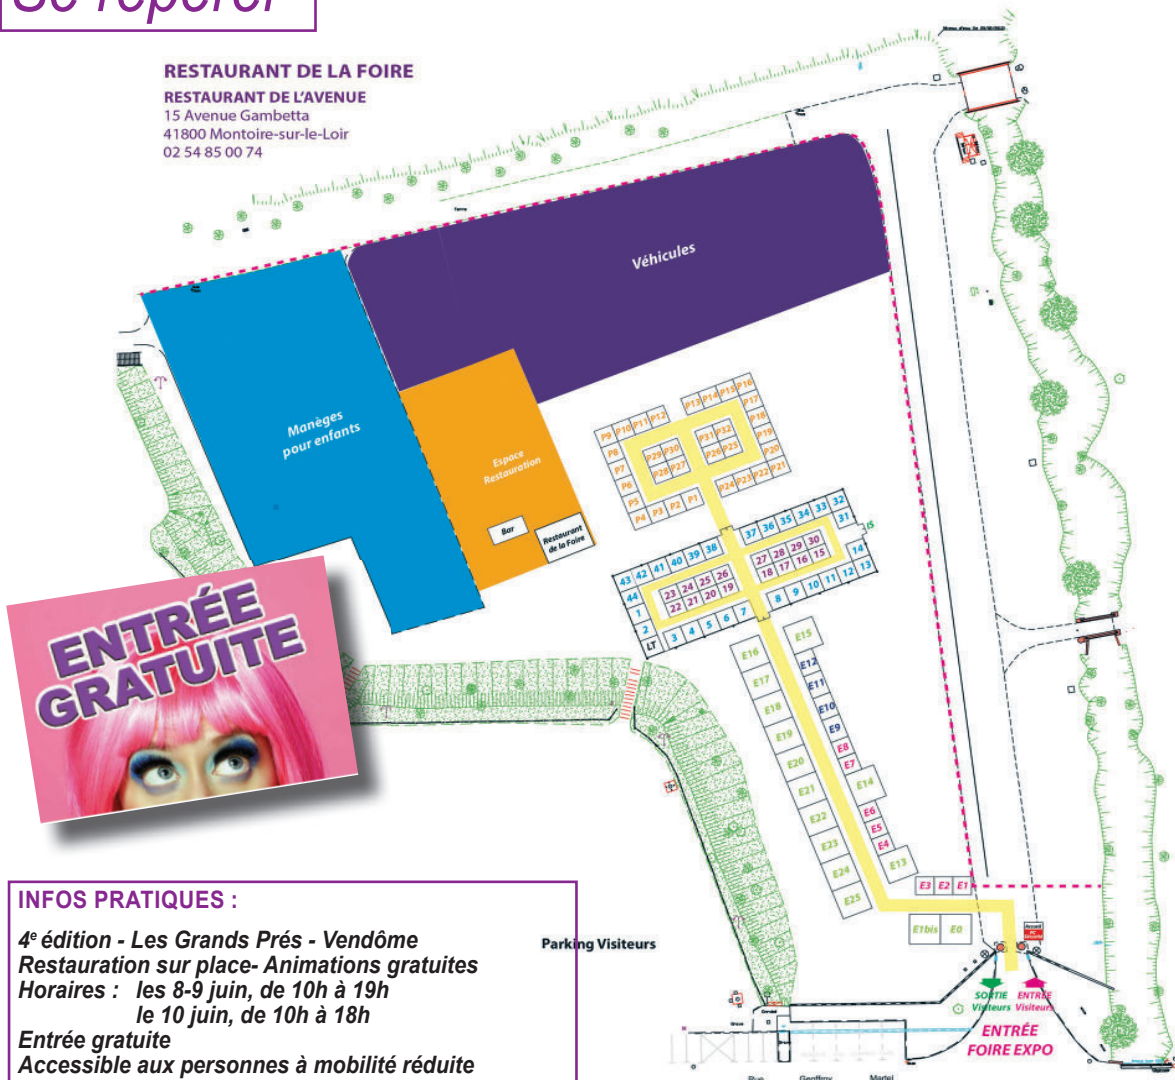 Se repérer
RESTAURANT DE LA FOIRE
RESTAURANT DE L'AVENUE
15 Avenue Gambetta
41800 Montoire-sur-le-Loir
02 54 85 00 74
Véhicules
Manèges
pour enfants
Espace
Restauration
Bar
Restaurant
de la Foire
P9 P10 P11 P12
P13 P14 P15 P16
P8
P7
P6
P5
P4 P3 P2 P1
P29 P30
P28 P27
P31 P32
P26 P25
P17
P18
P19
P20
P24 P23 P22 P21
43 42 41 40 39 38
37 36 35 34 33 32
44
1
2
LT
3 4 5 6 7
23 24 25 26
22 21 20 19
27 28 29 30
18 17 16 15
31
14
8 9 10 11 12 13
E16
E17
E18
E19
E20
E21
E22
E23
E24
E25
E15
E12
E11
E10
E9
E8
E7
E14
E6
E5
E4
E13
E3 E2 E1
E1bis E0
Accueil
PC
Sécurité
SORTIE
Visiteurs
ENTRÉE
Visiteurs
ENTRÉE
FOIRE EXPO
Parking Visiteurs
Rue Geoffroy Martel
ENTRÉE
GRATUITE
INFOS PRATIQUES :
4e édition - Les Grands Prés - Vendôme
Restauration sur place- Animations gratuites
Horaires : les 8-9 juin, de 10h à 19h
le 10 juin, de 10h à 18h
Entrée gratuite
Accessible aux personnes à mobilité réduite